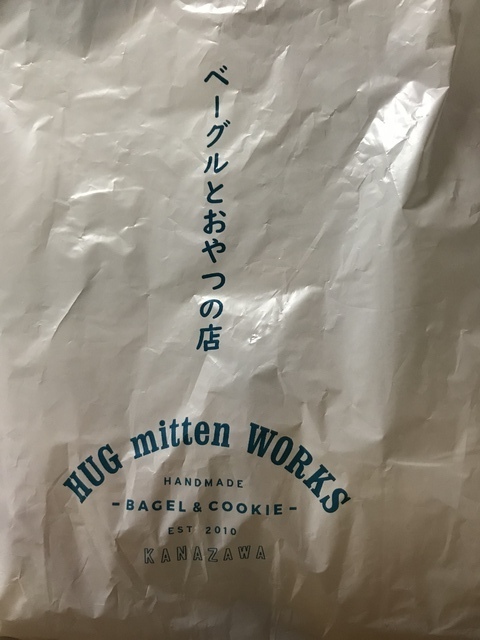 ベーグルとおやつの店
HUG mitten WORKS
HANDMADE
-BAGEL & COOKIE-
EST 2010
KANAZAWA